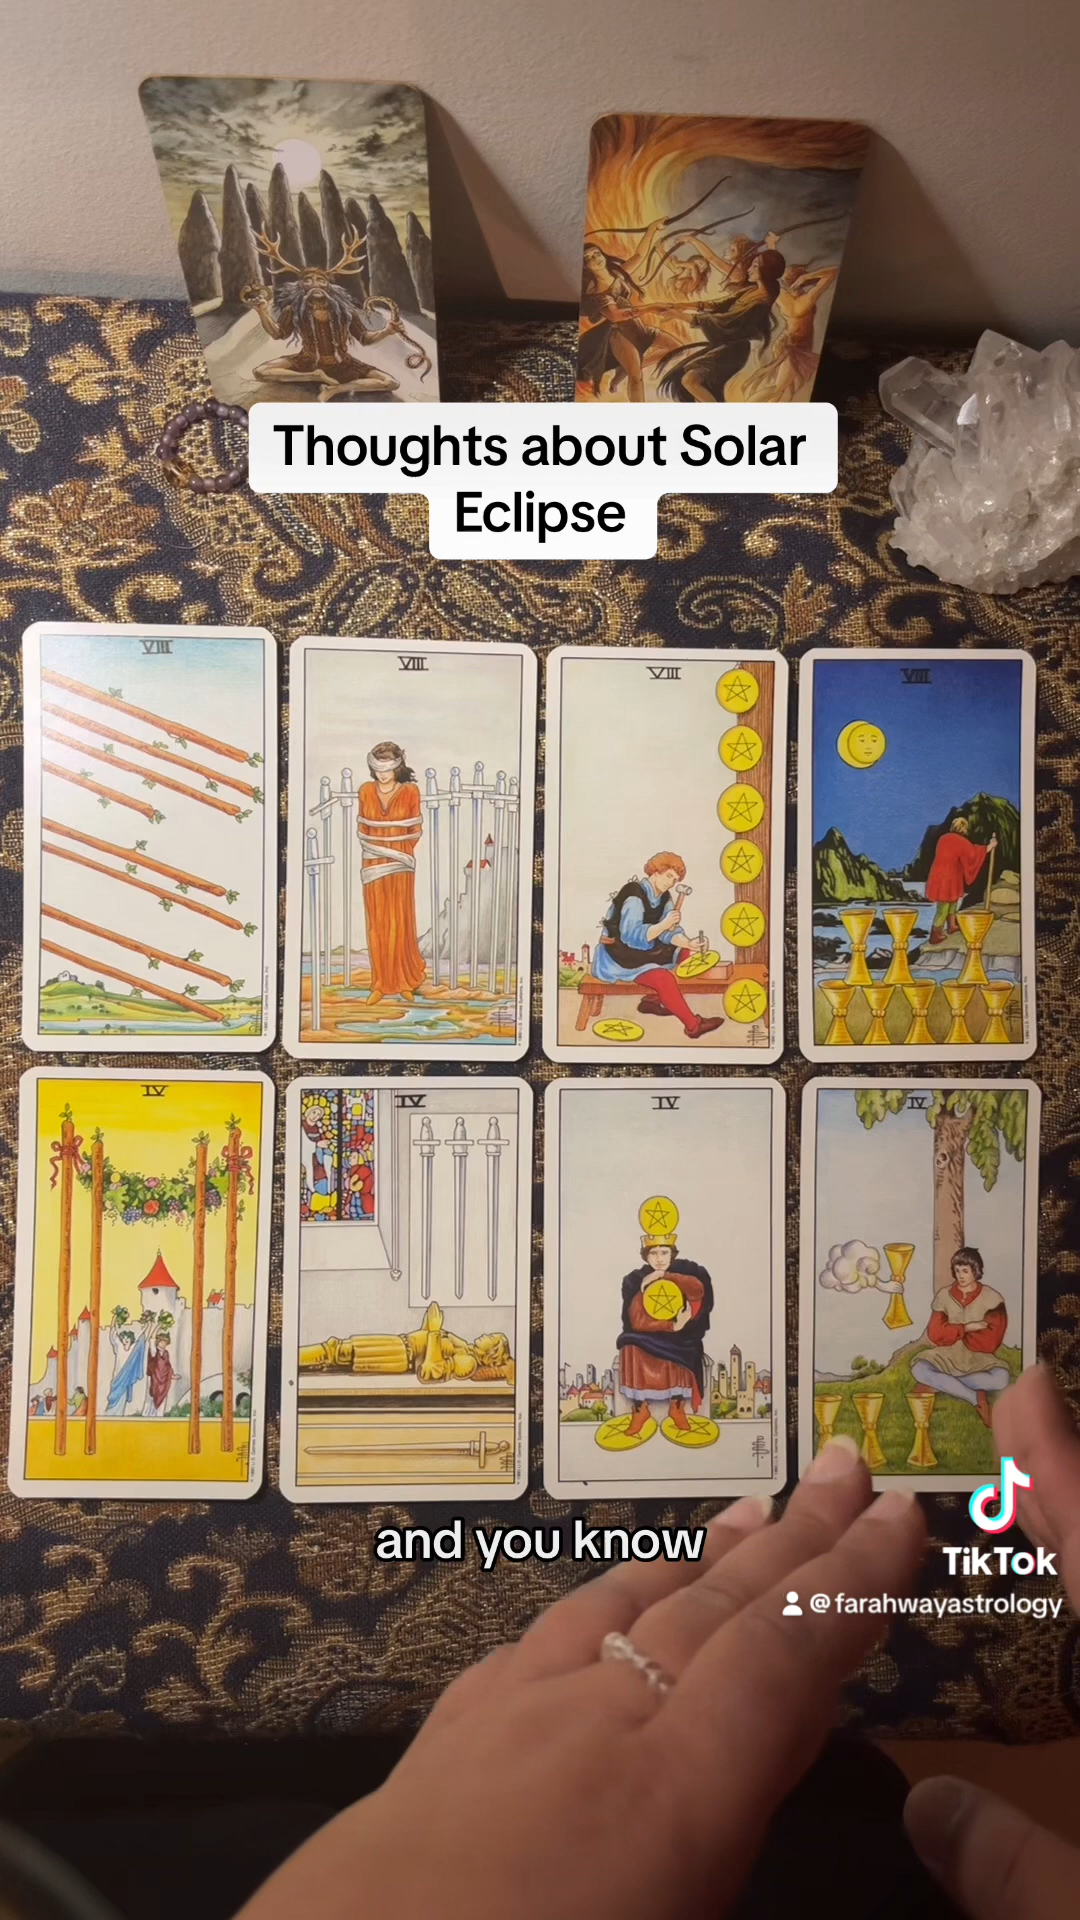 Thoughts about Solar
Eclipse
VIII
VIII
VIII
VIII
IV
IV
IV
IV
and you know
TikTok
@farahwayastrology